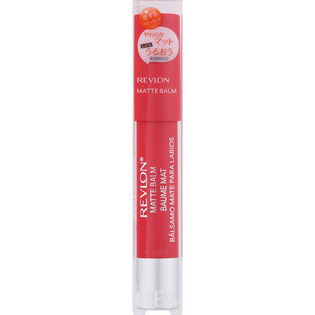 やわらか
マット
うるおう
REVLON
MATTE BALM
REVLON®
MATTE BALM
BAUME MAT
BÁLSAMO MATE PARA LABIOS